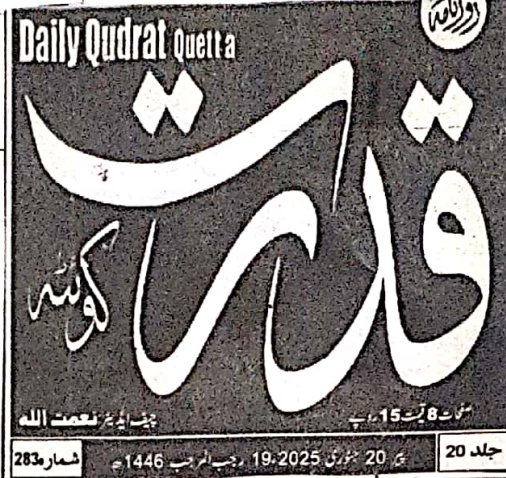 Daily Qudrat Quetta
روزنامہ
قدرت
کوئٹہ
صفحات 8 قیمت 15 روپے
چیف ایڈیٹر نعمت اللہ
جلد 20
پیر 20 جنوری 2025، 19 رجب المرجب 1446ھ
شمارہ 283